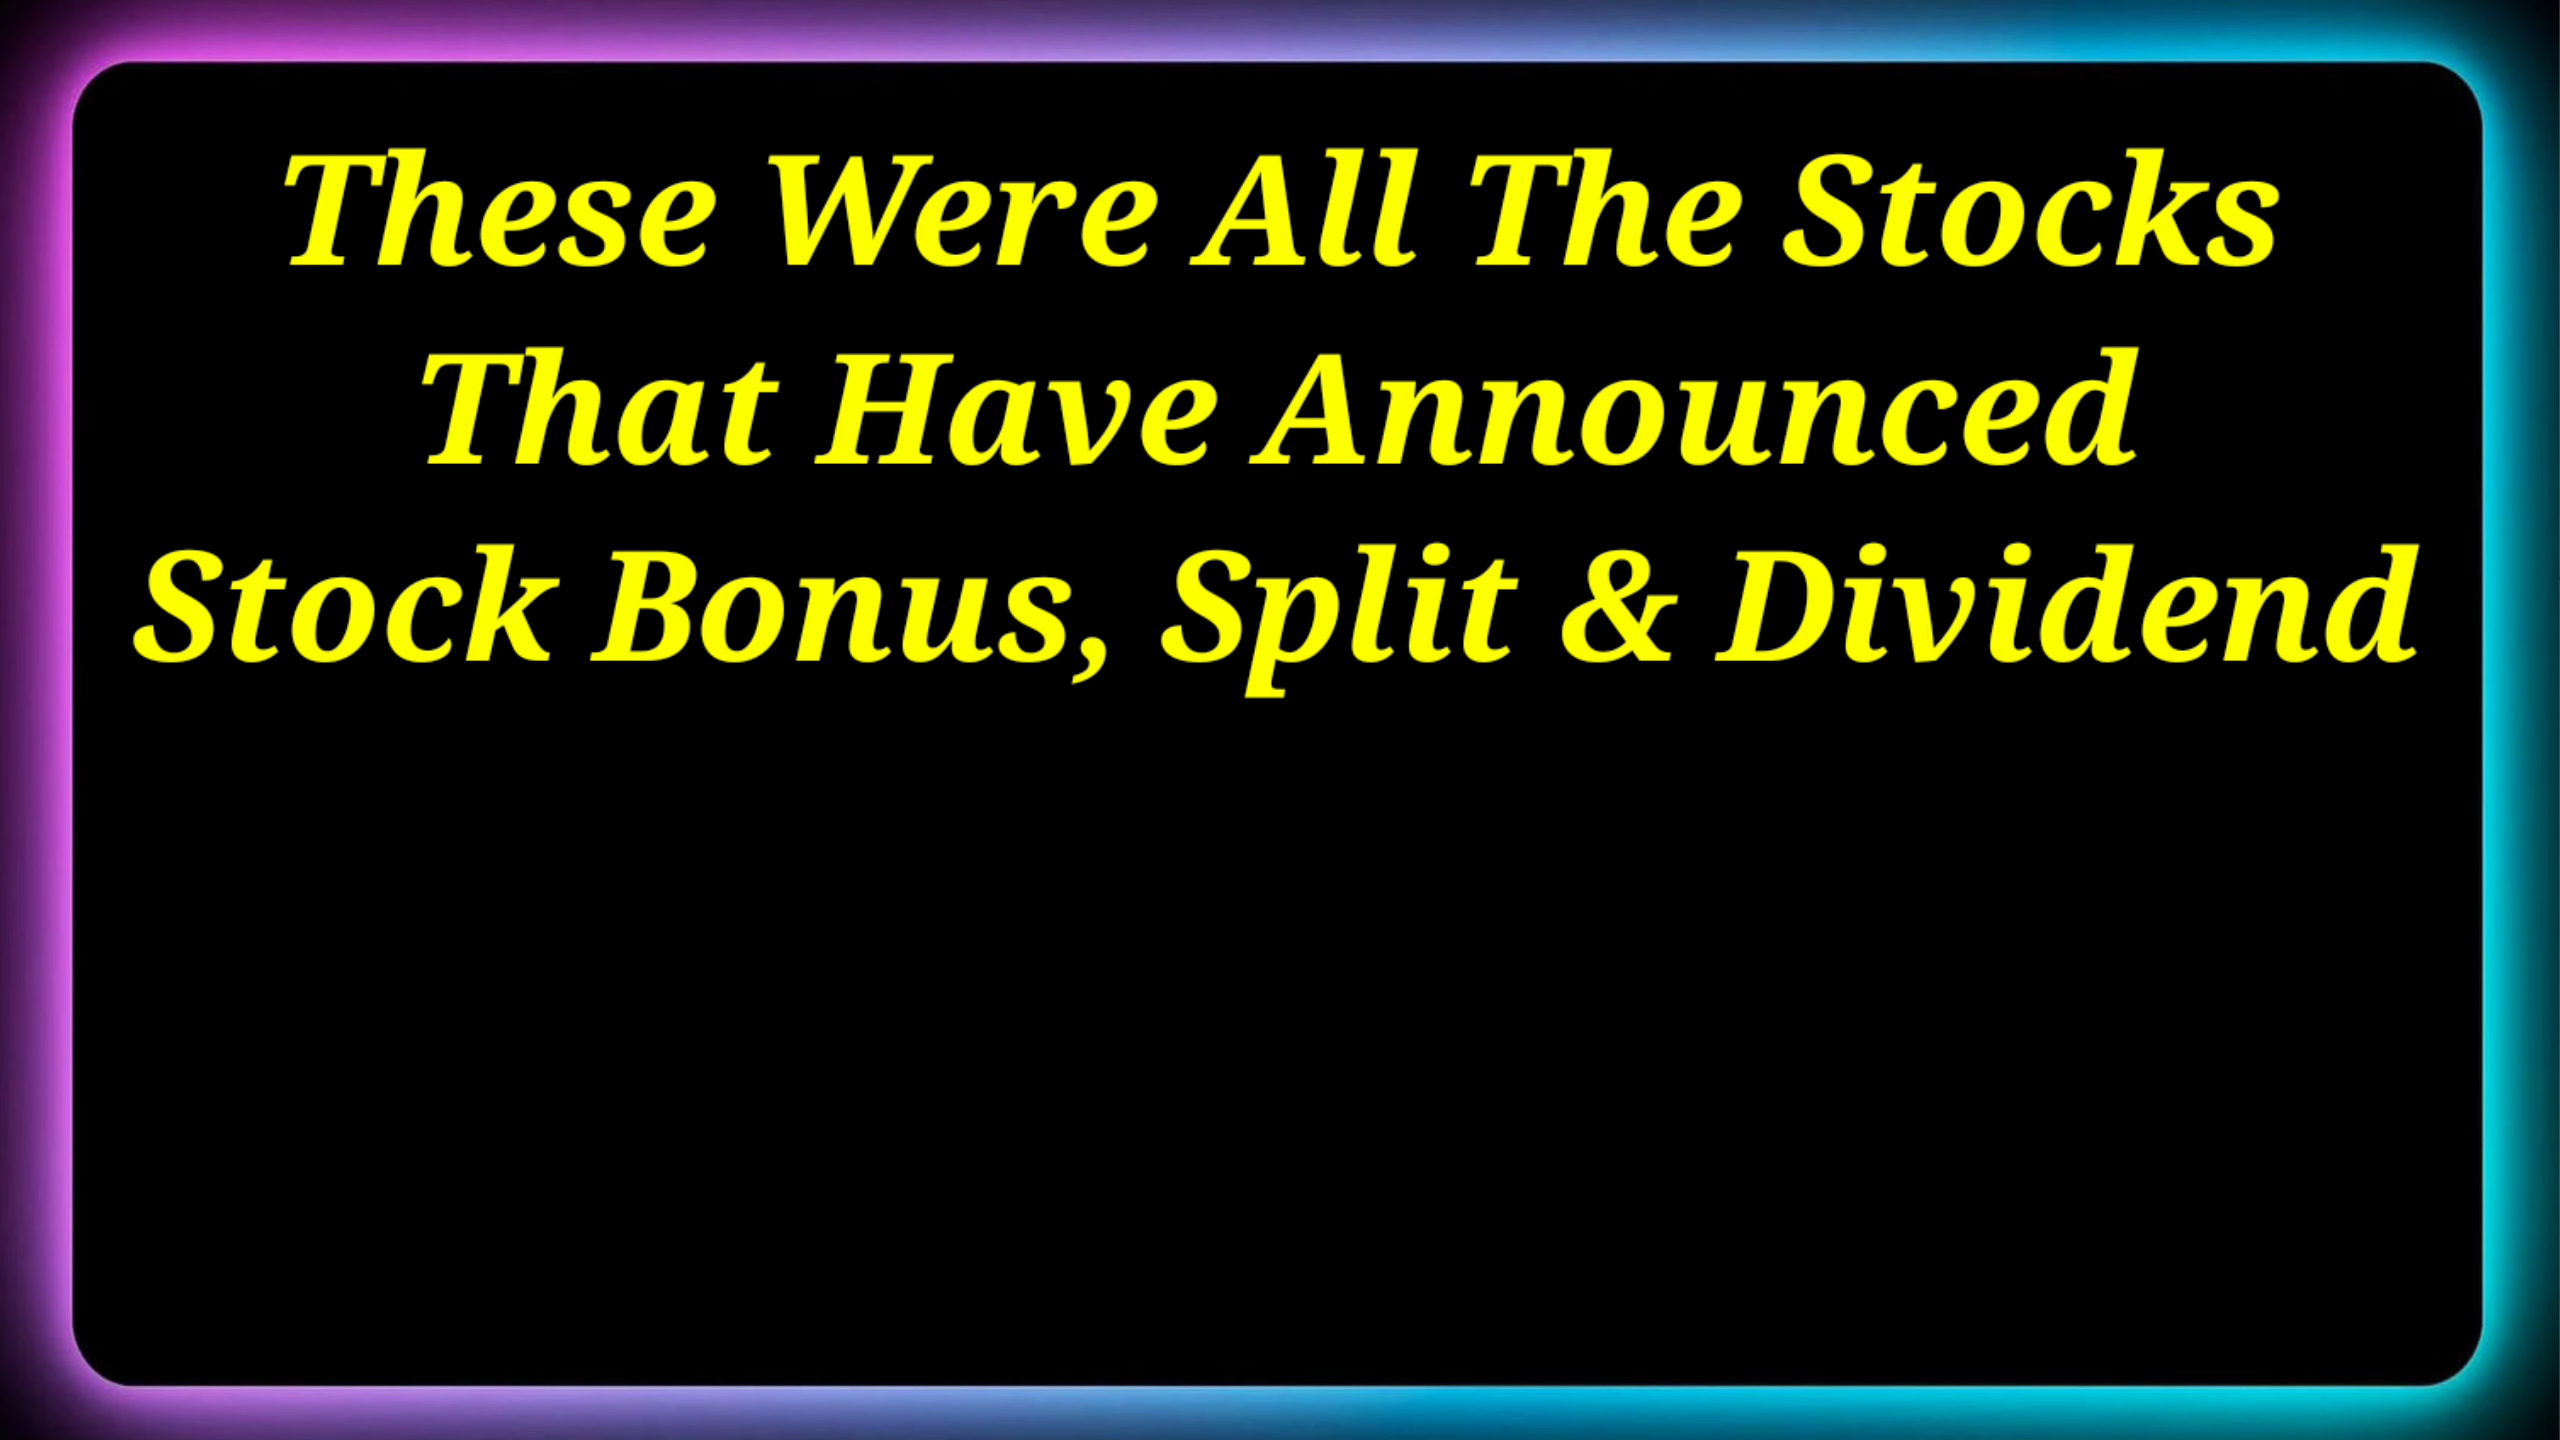 These Were All The Stocks
That Have Announced
Stock Bonus, Split & Dividend